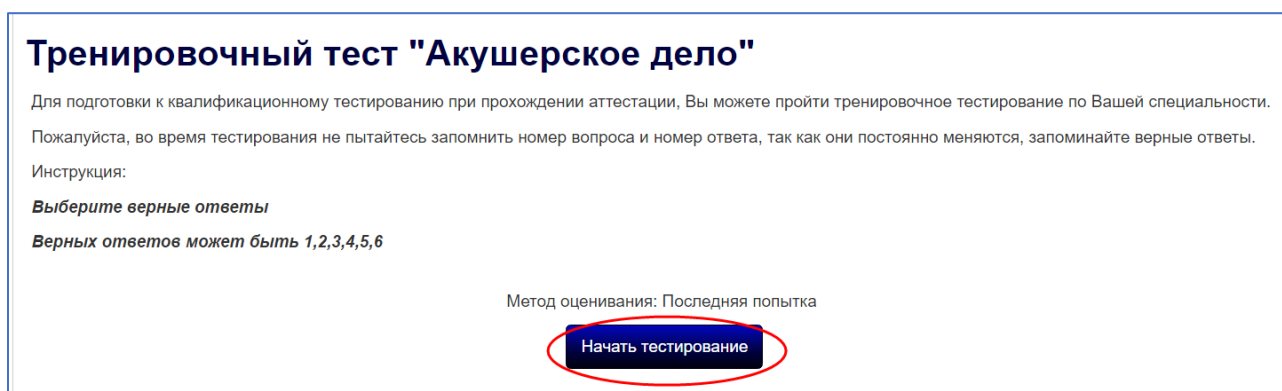 Тренировочный тест "Акушерское дело"
Для подготовки к квалификационному тестированию при прохождении аттестации, Вы можете пройти тренировочное тестирование по Вашей специальности.
Пожалуйста, во время тестирования не пытайтесь запомнить номер вопроса и номер ответа, так как они постоянно меняются, запоминайте верные ответы.
Инструкция:
Выберите верные ответы
Верных ответов может быть 1,2,3,4,5,6
Метод оценивания: Последняя попытка
Начать тестирование